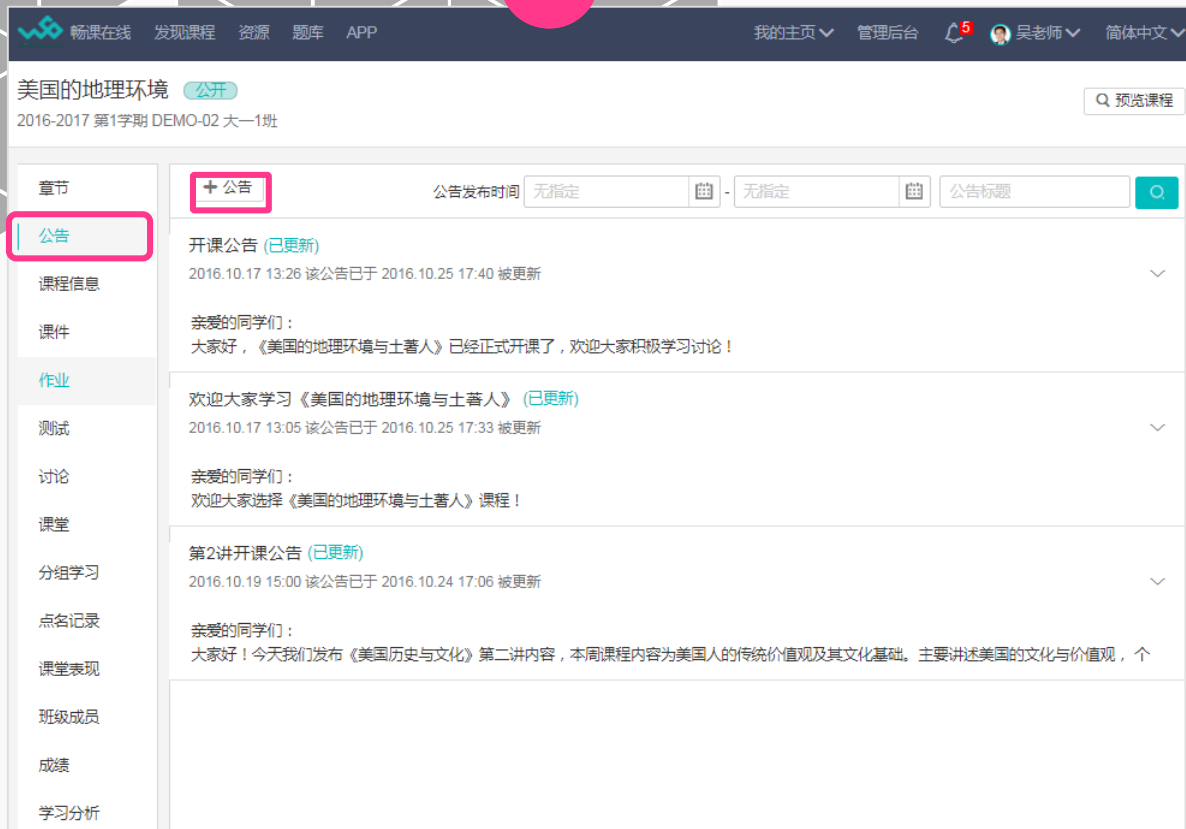 畅课在线 发现课程 资源 题库 APP 我的主页 管理后台 5 吴老师 简体中文
美国的地理环境 公开
预览课程
2016-2017 第1学期 DEMO-02 大一1班
章节
公告
课程信息
课件
作业
测试
讨论
课堂
分组学习
点名记录
课堂表现
班级成员
成绩
学习分析
+ 公告 公告发布时间 无指定 - 无指定 公告标题
开课公告 (已更新)
2016.10.17 13:26 该公告已于 2016.10.25 17:40 被更新
亲爱的同学们：
大家好，《美国的地理环境与土著人》已经正式开课了，欢迎大家积极学习讨论！
欢迎大家学习《美国的地理环境与土著人》 (已更新)
2016.10.17 13:05 该公告已于 2016.10.25 17:33 被更新
亲爱的同学们：
欢迎大家选择《美国的地理环境与土著人》课程！
第2讲开课公告 (已更新)
2016.10.19 15:00 该公告已于 2016.10.24 17:06 被更新
亲爱的同学们：
大家好！今天我们发布《美国历史与文化》第二讲内容，本周课程内容为美国人的传统价值观及其文化基础。主要讲述美国的文化与价值观，个